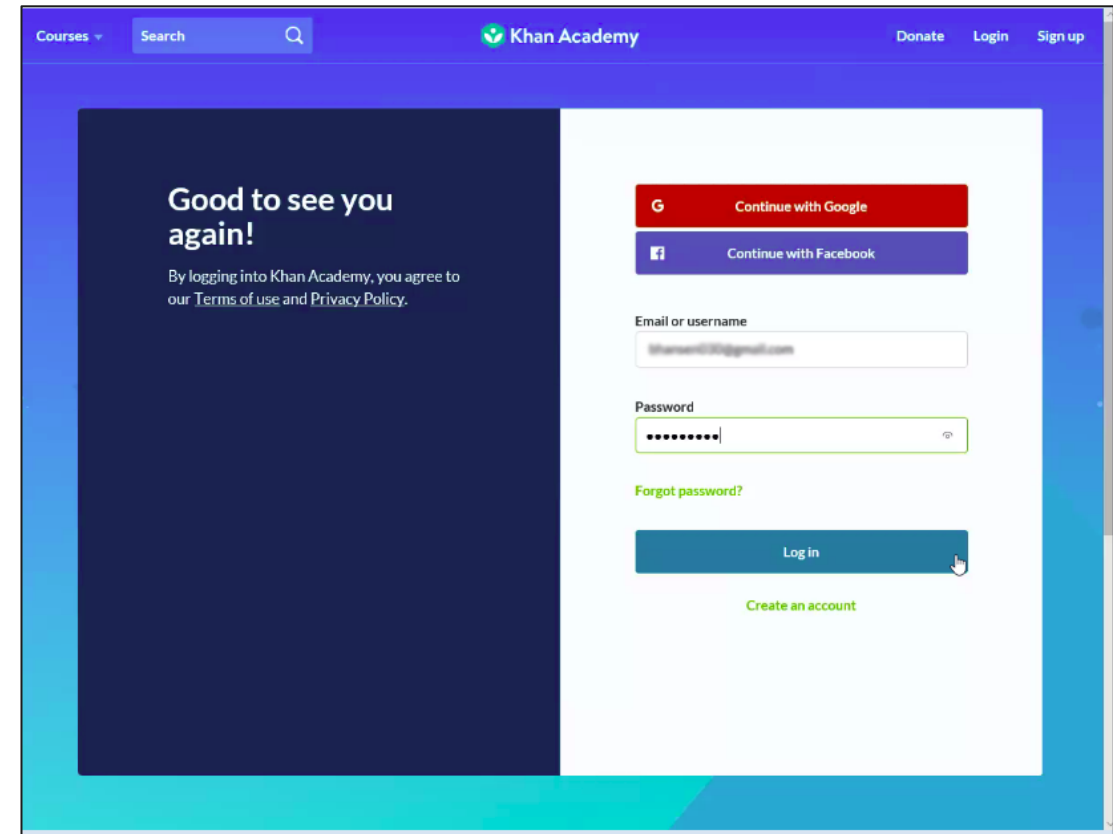 Courses
Search
Khan Academy
Donate
Login
Sign up
Good to see you
again!
By logging into Khan Academy, you agree to
our Terms of use and Privacy Policy.
G
Continue with Google
f
Continue with Facebook
Email or username
Password
Forgot password?
Log in
Create an account